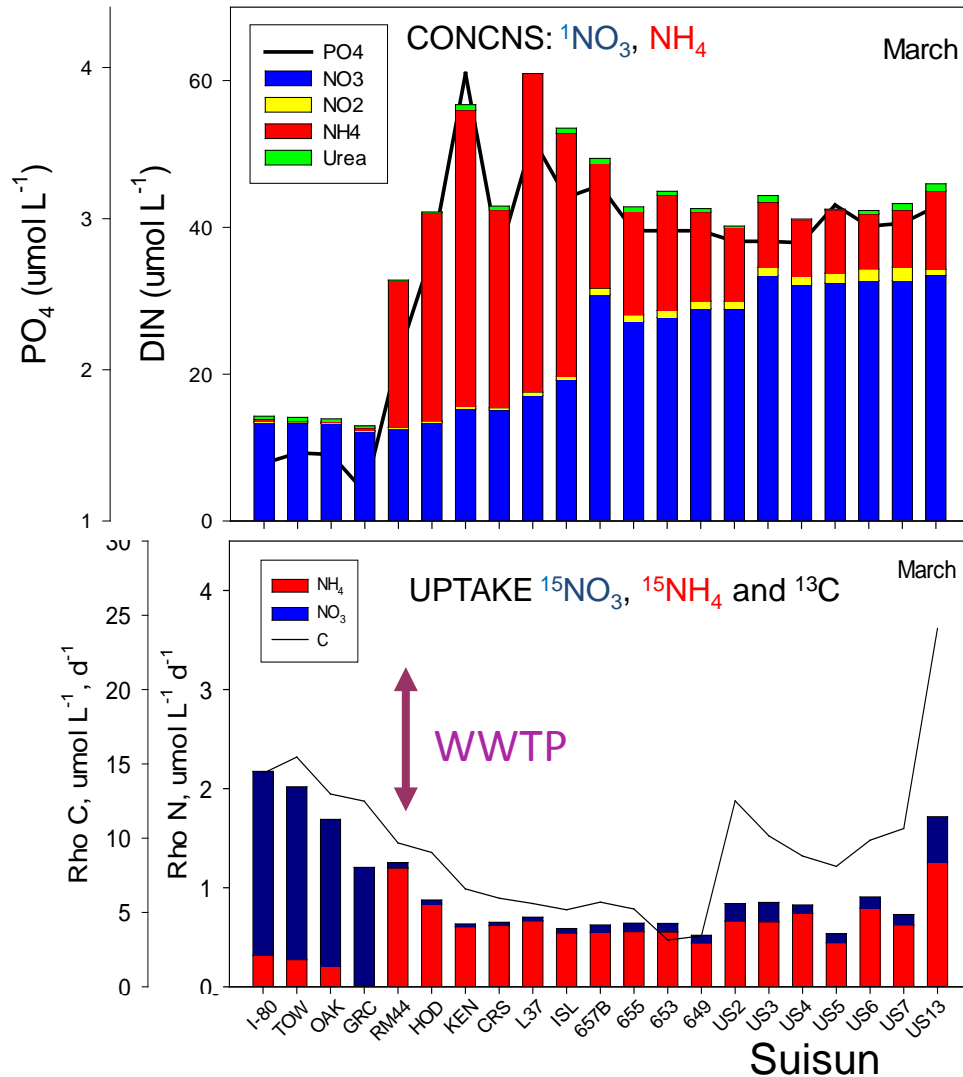 CONCNS: ¹NO₃, NH₄
March
PO4
NO3
NO2
NH4
Urea
PO₄ (umol L⁻¹)
4
3
2
1
DIN (umol L⁻¹)
60
40
20
0
March
UPTAKE ¹⁵NO₃, ¹⁵NH₄ and ¹³C
NH₄
NO₃
C
WWTP
Rho C, umol L⁻¹, d⁻¹
30
25
20
15
10
5
0
Rho N, umol L⁻¹ d⁻¹
4
3
2
1
0
I-80
TOW
OAK
GRC
RM44
HOD
KEN
CRS
L37
ISL
657B
655
653
649
US2
US3
US4
US5
US6
US7
US13
Suisun